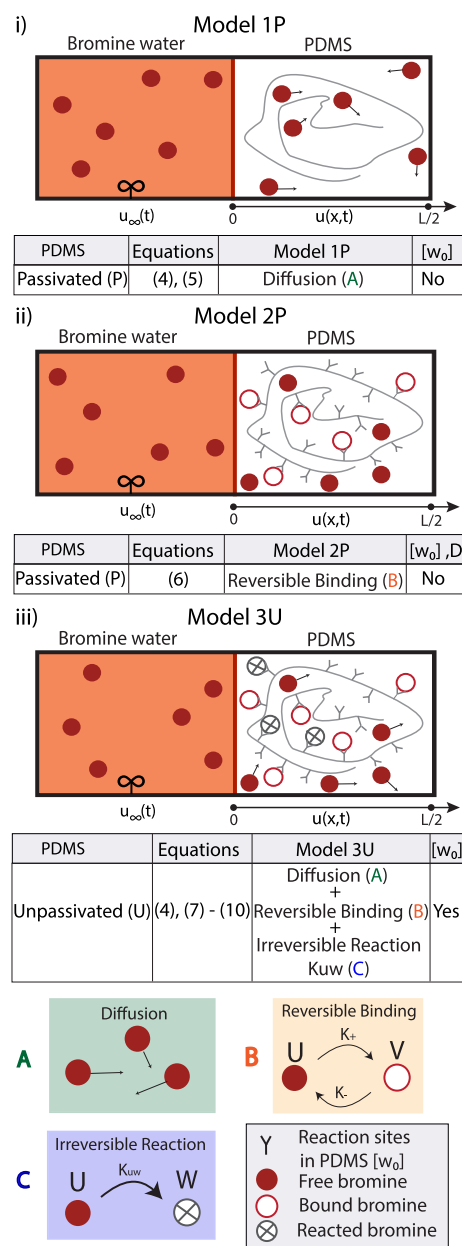 i) Model 1P
Bromine water PDMS
u∞(t) 0 u(x,t) L/2
PDMS Equations Model 1P [w₀]
Passivated (P) (4), (5) Diffusion (A) No
ii) Model 2P
Bromine water PDMS
u∞(t) 0 u(x,t) L/2
PDMS Equations Model 2P [w₀] ,D
Passivated (P) (6) Reversible Binding (B) No
iii) Model 3U
Bromine water PDMS
u∞(t) 0 u(x,t) L/2
PDMS Equations Model 3U [w₀]
Diffusion (A)
+
Unpassivated (U) (4), (7) - (10) Reversible Binding (B) Yes
+
Irreversible Reaction
Kuw (C)
A Diffusion
B Reversible Binding
U K₊ V
K₋
C Irreversible Reaction
U Kᵤw W
Reaction sites
in PDMS [w₀]
Free bromine
Bound bromine
Reacted bromine